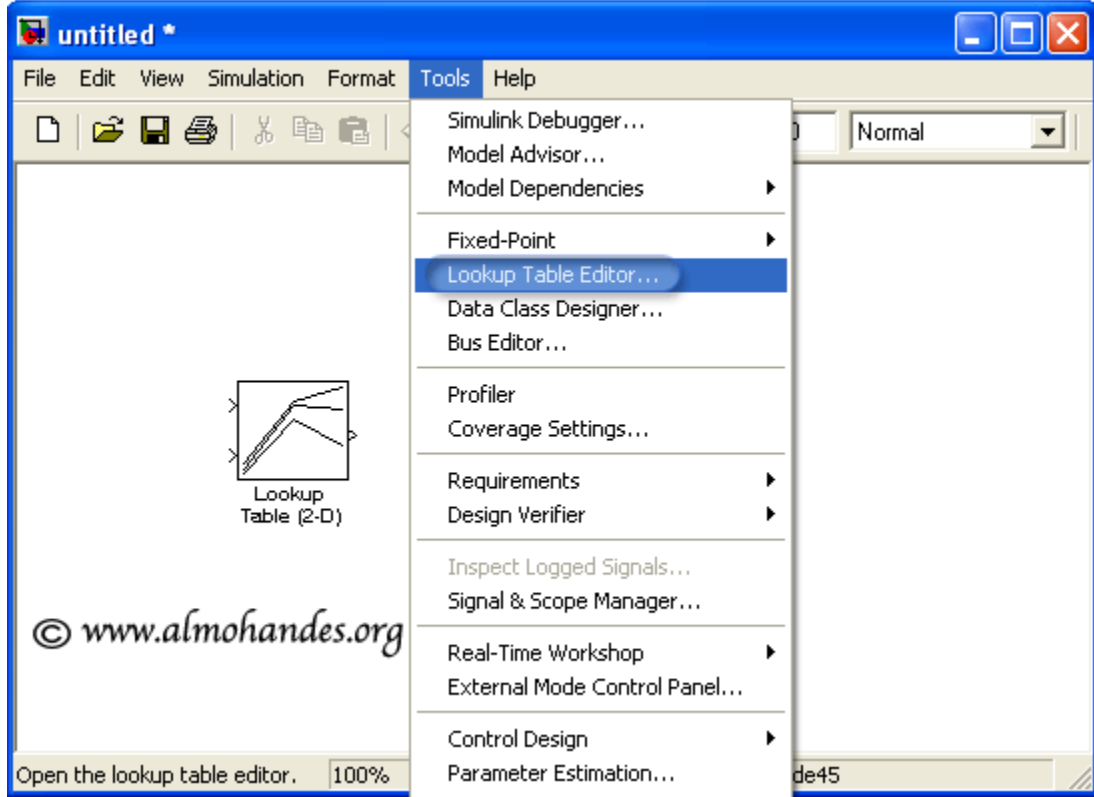 untitled *
File Edit View Simulation Format Tools Help
Normal
Simulink Debugger...
Model Advisor...
Model Dependencies
Fixed-Point
Lookup Table Editor...
Data Class Designer...
Bus Editor...
Profiler
Coverage Settings...
Requirements
Design Verifier
Inspect Logged Signals...
Signal & Scope Manager...
Real-Time Workshop
External Mode Control Panel...
Control Design
Parameter Estimation...
Lookup
Table (2-D)
© www.almohandes.org
Open the lookup table editor. 100% de45